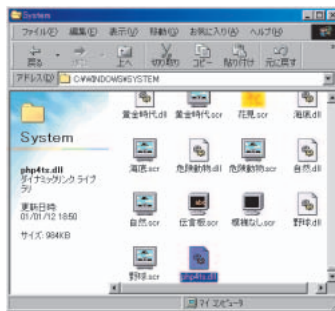 System
ファイル(F) 編集(E) 表示(V) 移動(G) お気に入り(A) ヘルプ(H)
戻る 進む 上へ 切り取り コピー 貼り付け 元に戻す
アドレス(D) C:¥WINDOWS¥SYSTEM
黄金時代.dll 黄金時代.scr 花見.scr 海底.dll
System
海底.scr 危険動物.dll 危険動物.scr 自然.dll
php4ts.dll
ダイナミックリンク ライブ
ラリ
更新日時:
01/01/12 18:50
サイズ: 984KB
自然.scr 伝言板.scr 模様なし.scr 野球.dll
野球.scr php4ts.dll
マイ コンピュータ